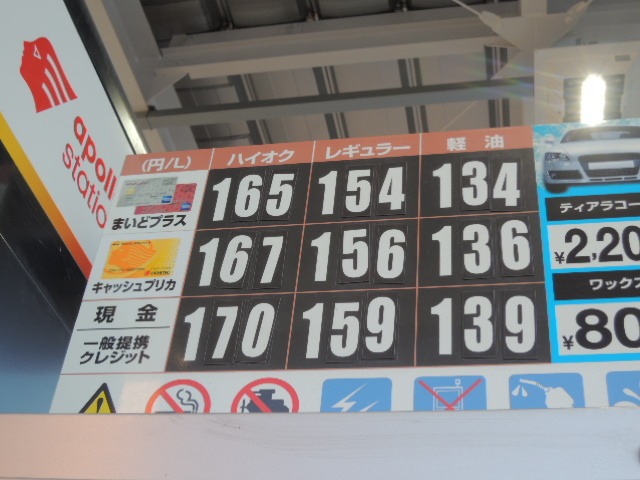 apoll
statio
(円/L) ハイオク レギュラー 軽油
まいどプラス 165 154 134
キャッシュプリカ 167 156 136
現金
一般提携
クレジット 170 159 139
ティアラコー
¥2,20
ワックス
¥80